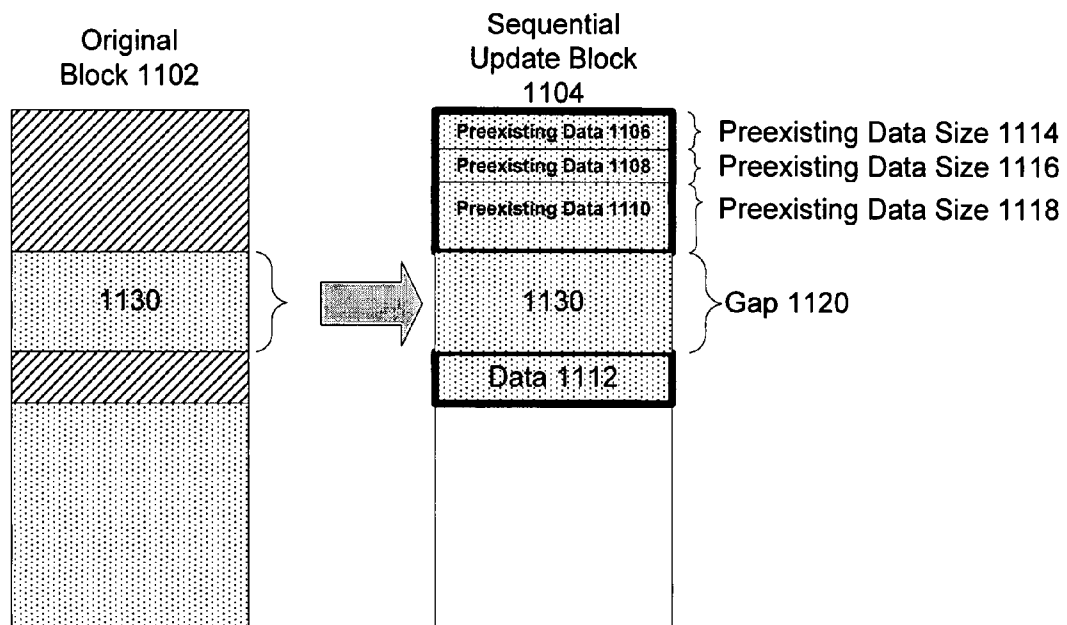 Original
Block 1102
Sequential
Update Block
1104
Preexisting Data 1106
Preexisting Data Size 1114
Preexisting Data 1108
Preexisting Data Size 1116
Preexisting Data 1110
Preexisting Data Size 1118
1130
1130
Gap 1120
Data 1112